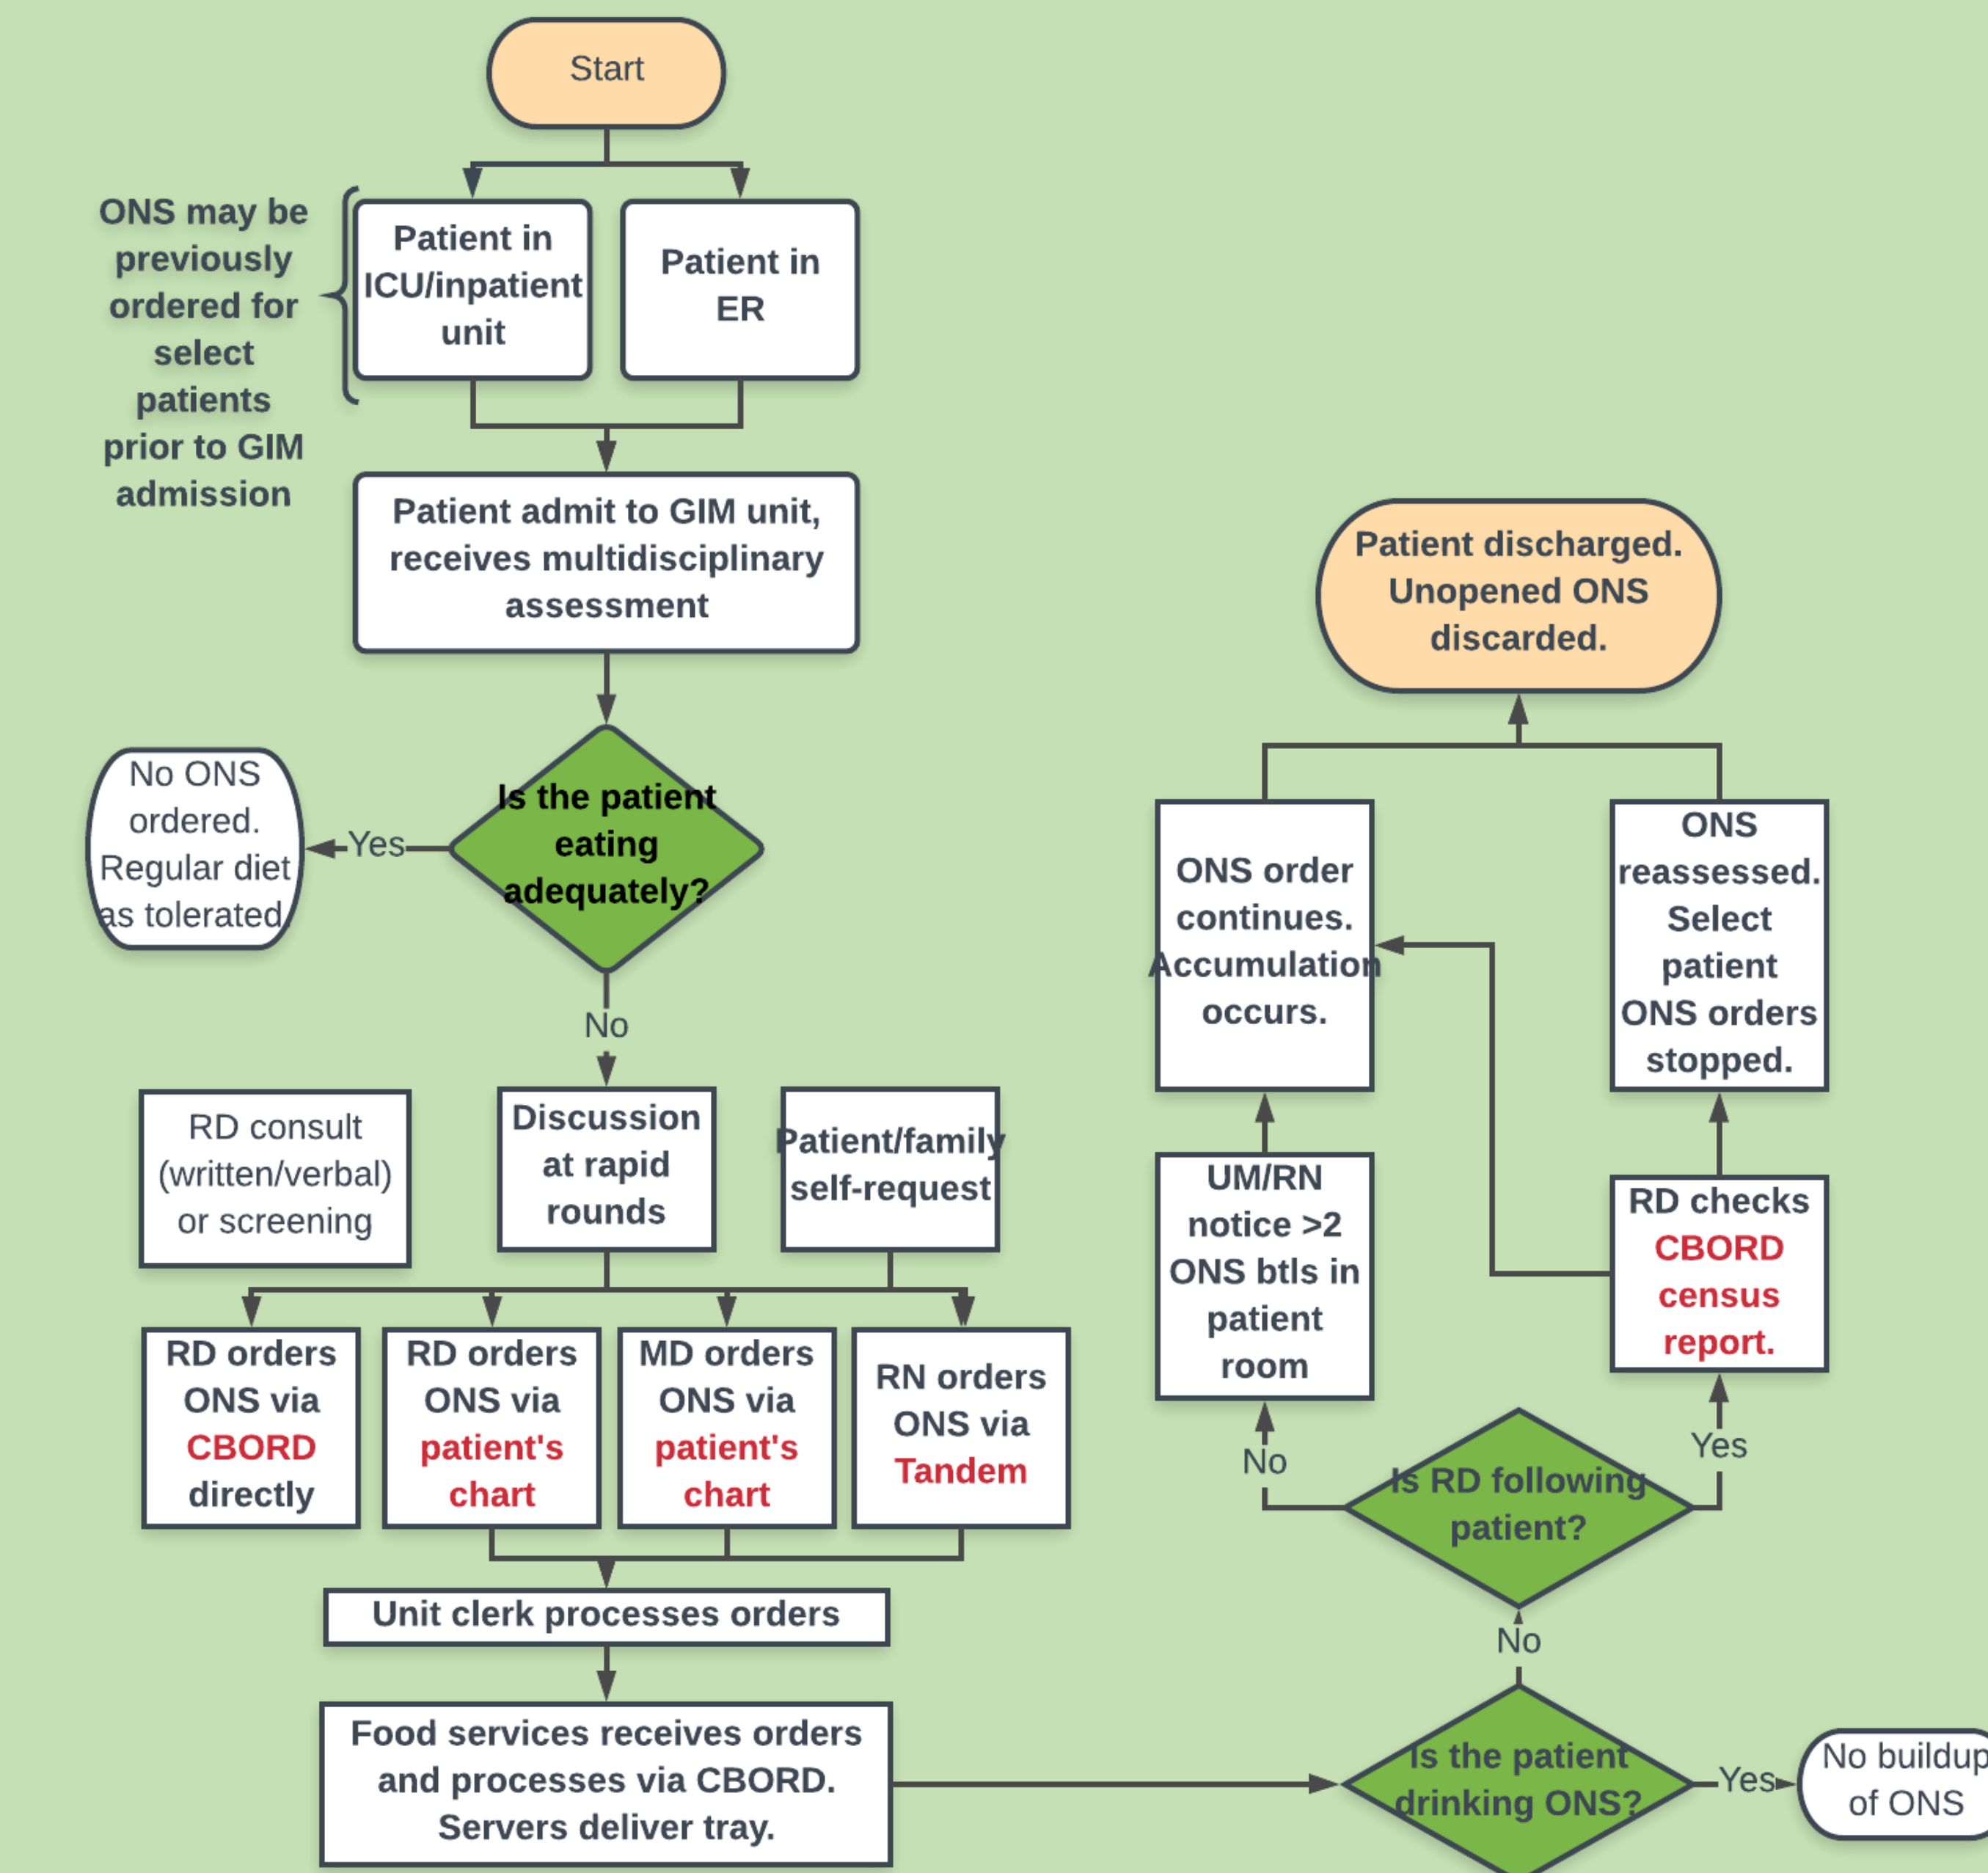 Start
ONS may be
previously
ordered for
select
patients
prior to GIM
admission
Patient in
ICU/inpatient
unit
Patient in
ER
Patient admit to GIM unit,
receives multidisciplinary
assessment
Is the patient
eating
adequately?
Yes
No ONS
ordered.
Regular diet
as tolerated.
No
RD consult
(written/verbal)
or screening
Discussion
at rapid
rounds
Patient/family
self-request
RD orders
ONS via
CBORD
directly
RD orders
ONS via
patient's
chart
MD orders
ONS via
patient's
chart
RN orders
ONS via
Tandem
Unit clerk processes orders
Food services receives orders
and processes via CBORD.
Servers deliver tray.
Is the patient
drinking ONS?
Yes
No buildup
of ONS
No
Is RD following
patient?
No
Yes
UM/RN
notice >2
ONS btls in
patient
room
RD checks
CBORD
census
report.
ONS order
continues.
Accumulation
occurs.
ONS
reassessed.
Select
patient
ONS orders
stopped.
Patient discharged.
Unopened ONS
discarded.